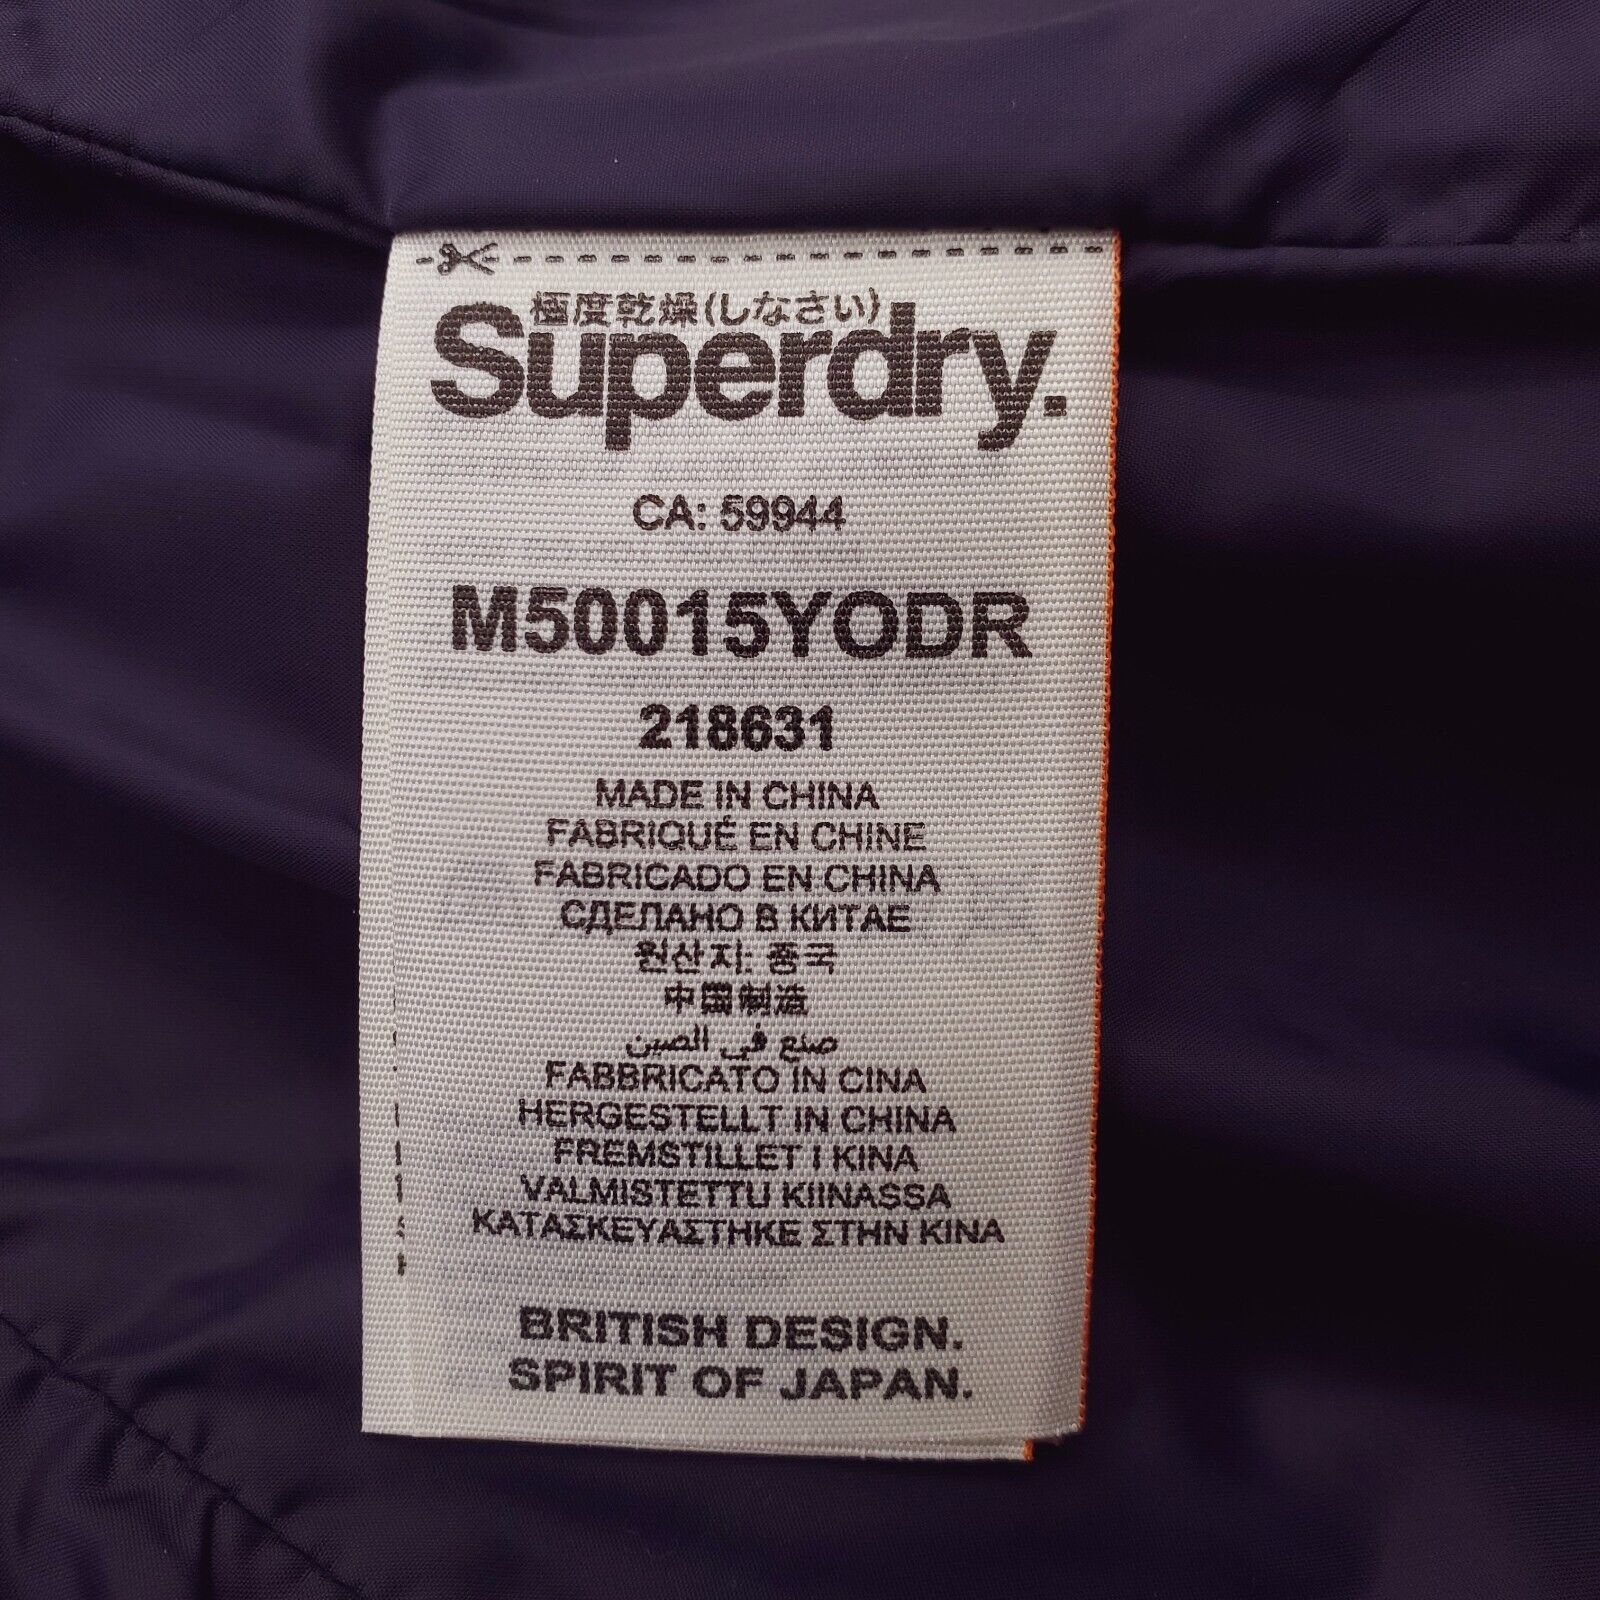 極度乾燥(しなさい)
Superdry.
CA: 59944
M50015YODR
218631
MADE IN CHINA
FABRIQUÉ EN CHINE
FABRICADO EN CHINA
СДЕЛАНО В КИТАЕ
원산지: 중국
中国制造
صنع في الصين
FABBRICATO IN CINA
HERGESTELLT IN CHINA
FREMSTILLET I KINA
VALMISTETTU KIINASSA
ΚΑΤΑΣΚΕΥΑΣΤΗΚΕ ΣΤΗΝ ΚΙΝΑ
BRITISH DESIGN.
SPIRIT OF JAPAN.